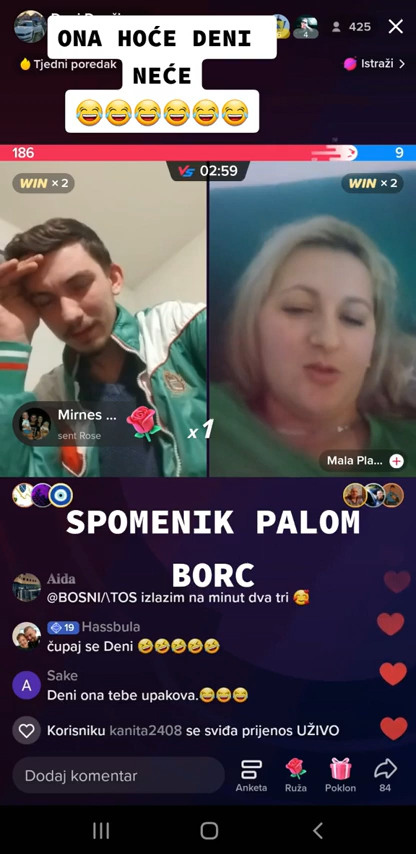 ONA HOĆE DENI
NEĆE
😂😂😂😂😂😂
4
425
Tjedni poredak
Istraži
186
VS 02:59
9
WIN × 2
WIN × 2
Mirnes ...
sent Rose
x1
Mala Pla...
SPOMENIK PALOM
BORC
Aida
@BOSNI/\TOS izlazim na minut dva tri 🥰
19 Hassbula
čupaj se Deni 🤣🤣🤣🤣🤣
A
Sake
Deni ona tebe upakova.😂😂😂
Korisniku kanita2408 se sviđa prijenos UŽIVO
Dodaj komentar
Anketa
Ruža
Poklon
84